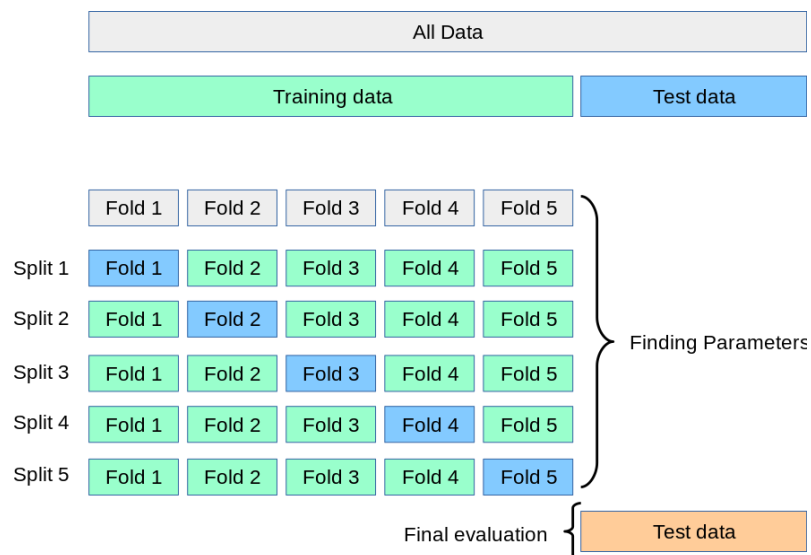 All Data
Training data Test data
Fold 1 Fold 2 Fold 3 Fold 4 Fold 5
Split 1 Fold 1 Fold 2 Fold 3 Fold 4 Fold 5
Split 2 Fold 1 Fold 2 Fold 3 Fold 4 Fold 5
Finding Parameters
Split 3 Fold 1 Fold 2 Fold 3 Fold 4 Fold 5
Split 4 Fold 1 Fold 2 Fold 3 Fold 4 Fold 5
Split 5 Fold 1 Fold 2 Fold 3 Fold 4 Fold 5
Final evaluation Test data